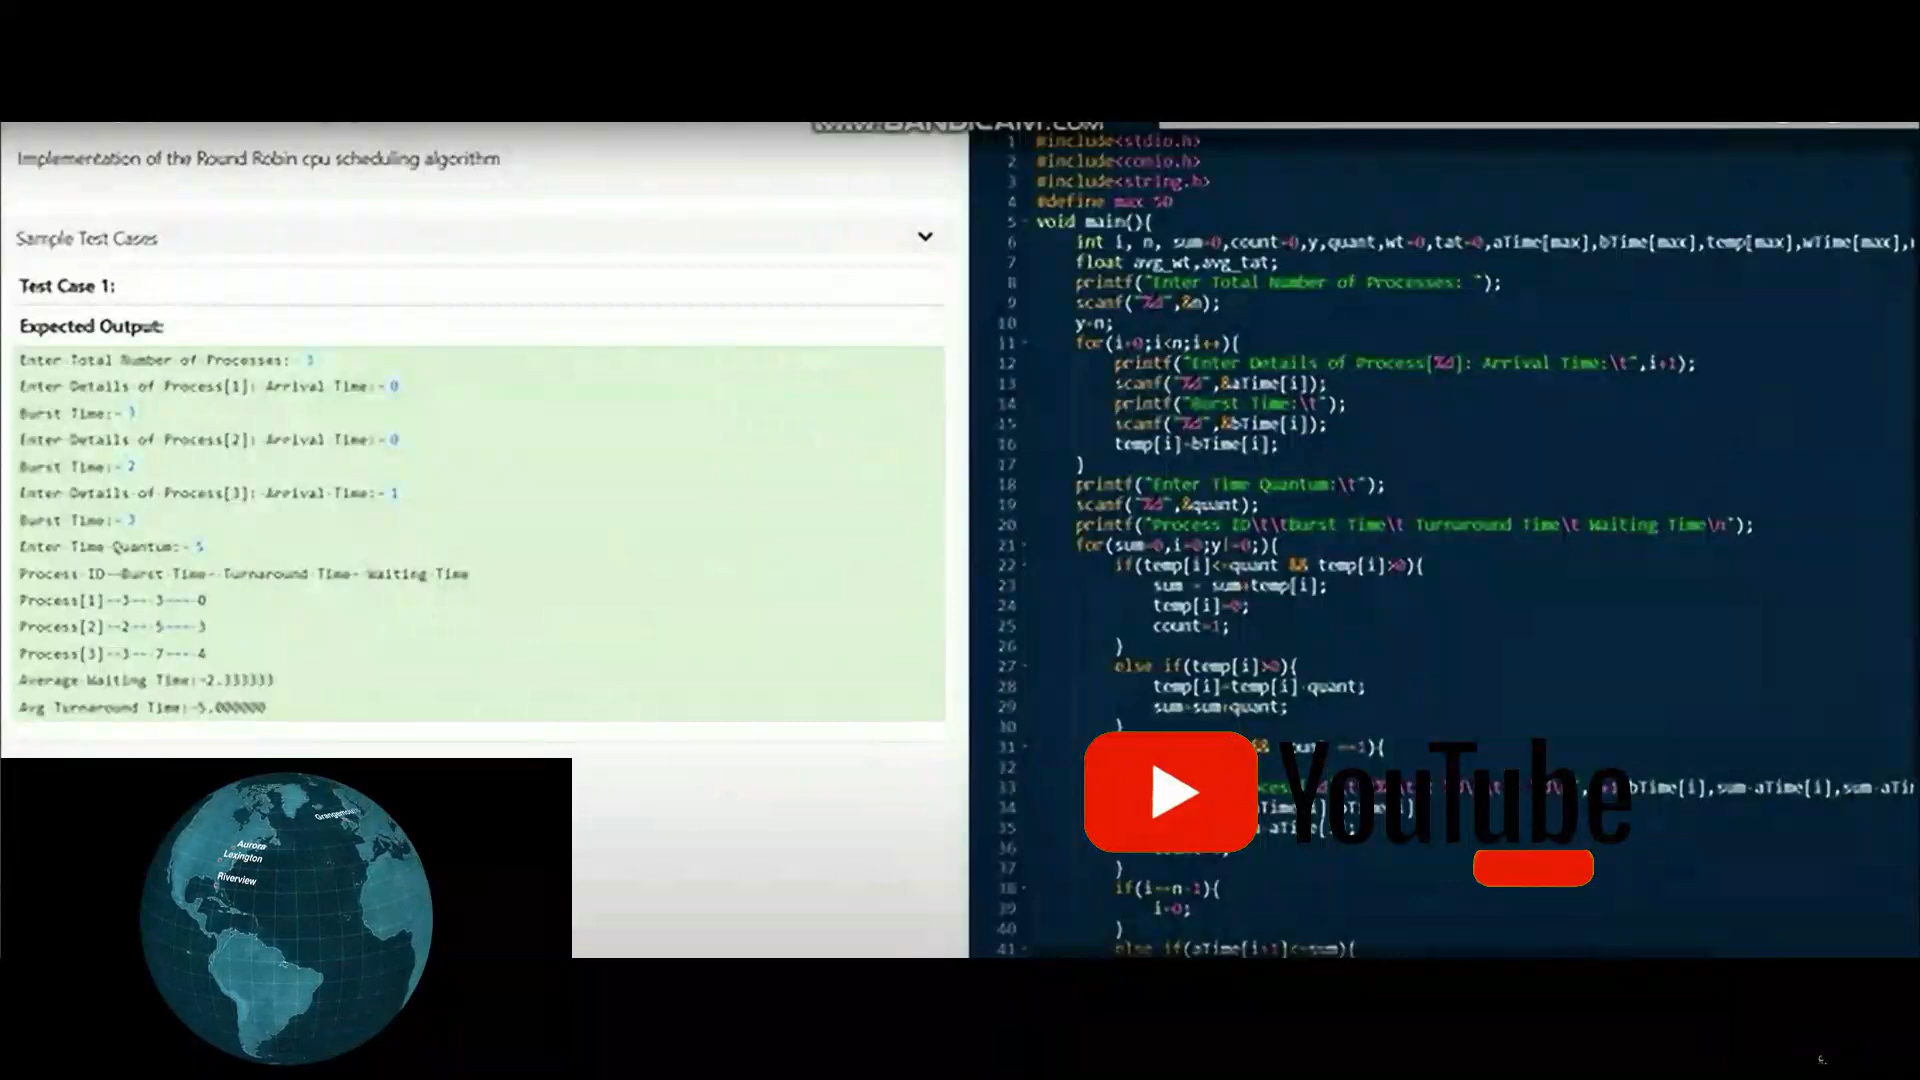 www.BANDICAM.COM
Implementation of the Round Robin cpu scheduling algorithm
Sample Test Cases
Test Case 1:
Expected Output:
Enter Total Number of Processes: 3
Enter Details of Process[1]: Arrival Time:- 0
Burst Time:- 3
Enter Details of Process[2]: Arrival Time:- 0
Burst Time:- 2
Enter Details of Process[3]: Arrival Time:- 1
Burst Time:- 3
Enter Time Quantum:- 5
Process ID--Burst Time- Turnaround Time- Waiting Time
Process[1]--3---3----0
Process[2]--2---5----3
Process[3]--3---7----4
Average Waiting Time:-2.333333
Avg Turnaround Time:-5.000000
Grangemouth
Aurora
Lexington
Riverview
1 #include<stdio.h>
2 #include<conio.h>
3 #include<string.h>
4 #define max 50
5 void main(){
6 int i, n, sum=0,count=0,y,quant,wt=0,tat=0,aTime[max],bTime[max],temp[max],wTime[max],
7 float avg_wt,avg_tat;
8 printf("Enter Total Number of Processes: ");
9 scanf("%d",&n);
10 y=n;
11 for(i=0;i<n;i++){
12 printf("Enter Details of Process[%d]: Arrival Time:\t",i+1);
13 scanf("%d",&aTime[i]);
14 printf("Burst Time:\t");
15 scanf("%d",&bTime[i]);
16 temp[i]=bTime[i];
17 }
18 printf("Enter Time Quantum:\t");
19 scanf("%d",&quant);
20 printf("Process ID\t\tBurst Time\t Turnaround Time\t Waiting Time\n");
21 for(sum=0,i=0;y!=0;){
22 if(temp[i]<=quant && temp[i]>0){
23 sum = sum+temp[i];
24 temp[i]=0;
25 count=1;
26 }
27 else if(temp[i]>0){
28 temp[i]=temp[i]-quant;
29 sum=sum+quant;
30 }
31 && count ==1){
32
33 bTime[i],sum-aTime[i],sum-aTi
34 aTime[i]-bTime[i]
35 aTime[i];
36
37 }
38 if(i==n-1){
39 i=0;
40 }
41 else if(aTime[i+1]<=sum){
YouTube